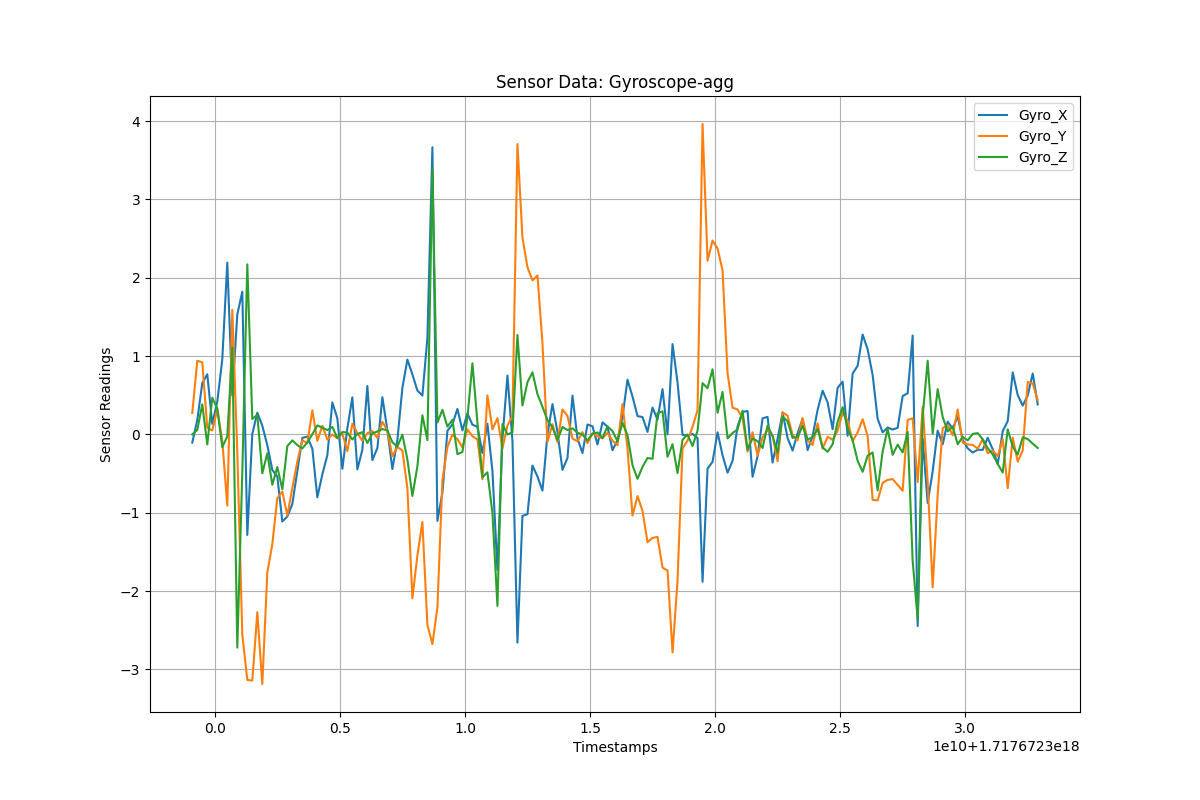 Sensor Data: Gyroscope-agg
Gyro_X
Gyro_Y
Gyro_Z
Sensor Readings
4
3
2
1
0
−1
−2
−3
0.0 0.5 1.0 1.5 2.0 2.5 3.0
Timestamps
1e10+1.7176723e18